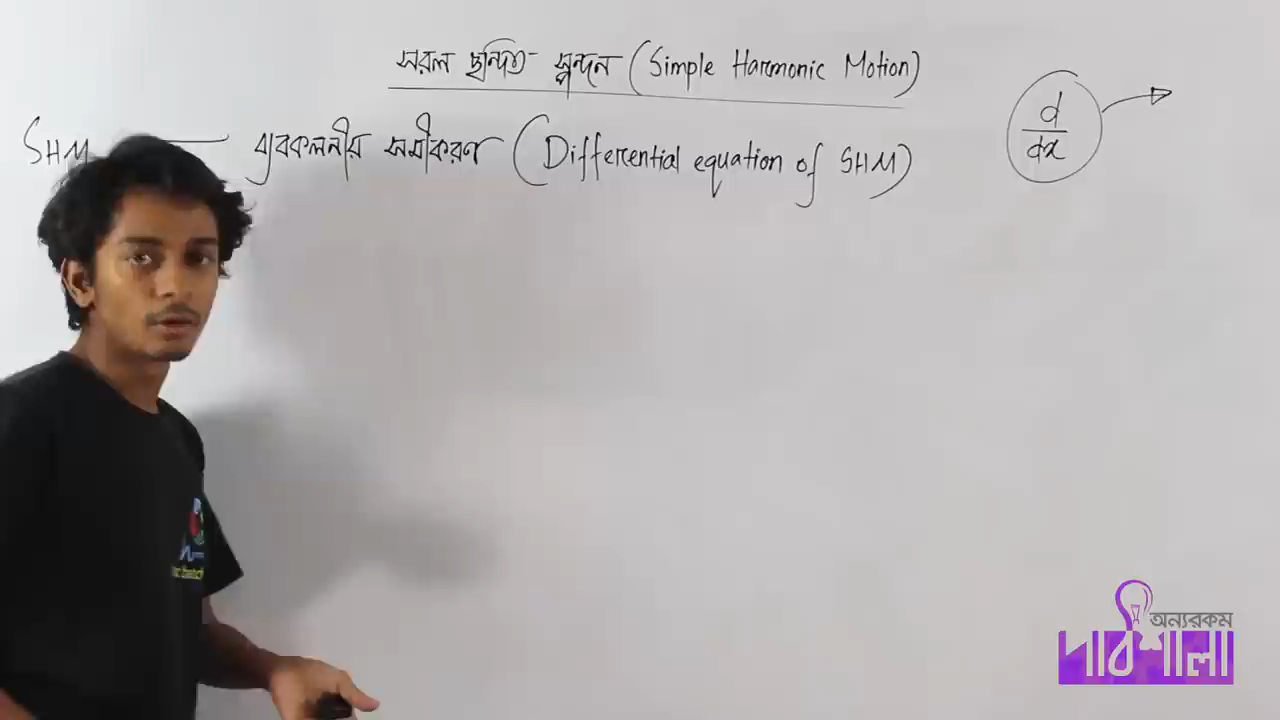 সরল ছন্দিত স্পন্দন (Simple Harmonic Motion)
SHM ব্যবকলনীয় সমীকরণ (Differential equation of SHM)
d
dx
অন্যরকম
পাঠশালা